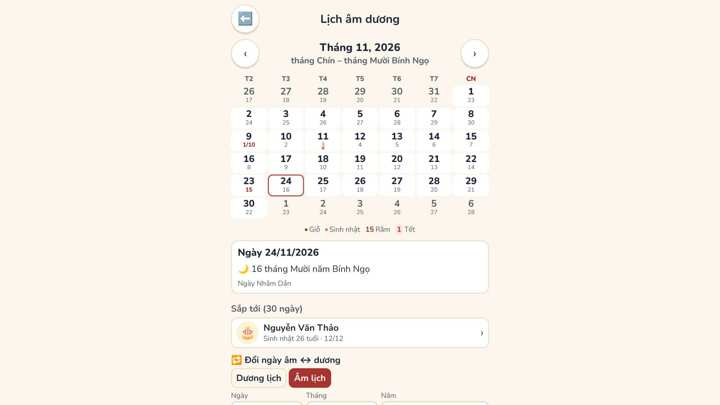 Lịch âm dương
‹
Tháng 11, 2026
tháng Chín – tháng Mười Bính Ngọ
›
T2 T3 T4 T5 T6 T7 CN
26 27 28 29 30 31 1
17 18 19 20 21 22 23
2 3 4 5 6 7 8
24 25 26 27 28 29 30
9 10 11 12 13 14 15
1/10 2 3 4 5 6 7
16 17 18 19 20 21 22
8 9 10 11 12 13 14
23 24 25 26 27 28 29
15 16 17 18 19 20 21
30 1 2 3 4 5 6
22 23 24 25 26 27 28
• Giỗ • Sinh nhật 15 Rằm 1 Tết
Ngày 24/11/2026
🌙 16 tháng Mười năm Bính Ngọ
Ngày Nhâm Dần
Sắp tới (30 ngày)
Nguyễn Văn Thảo
Sinh nhật 26 tuổi · 12/12
›
🔁 Đổi ngày âm ↔ dương
Dương lịch Âm lịch
Ngày Tháng Năm